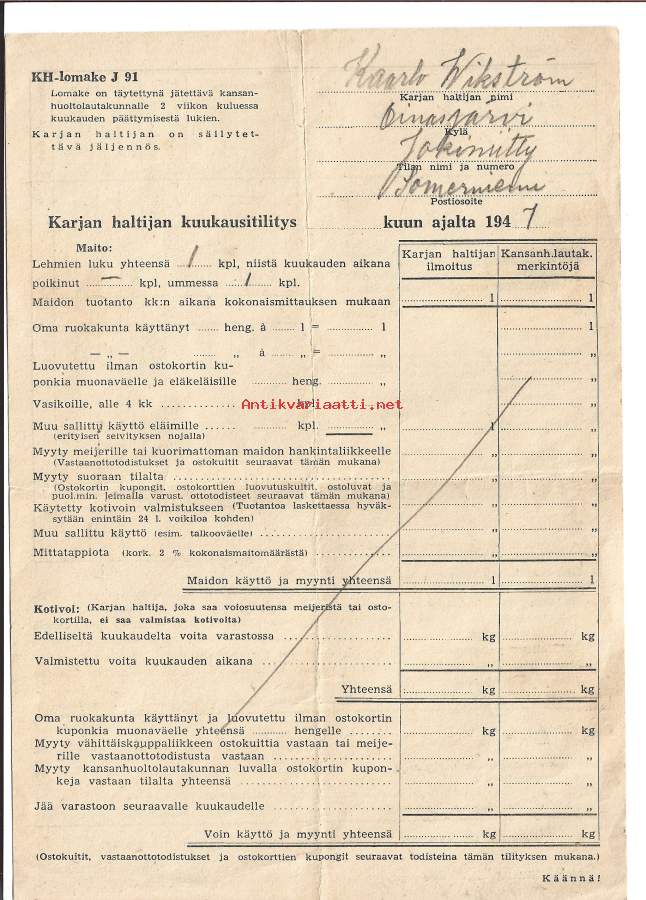 KH-lomake J 91
Lomake on täytettynä jätettävä kansan-
huoltolautakunnalle 2 viikon kuluessa
kuukauden päättymisestä lukien.
Karjan haltijan on säilytet-
tävä jäljennös.
Kaarlo Wikström
Karjan haltijan nimi
Oinasjärvi
Kylä
Jokiniitty
Tilan nimi ja numero
Somerniemi
Postiosoite
Karjan haltijan kuukausitilitys ........ kuun ajalta 1947
Maito:
Karjan haltijan ilmoitus
Kansanh.lautak. merkintöjä
Lehmien luku yhteensä 1 kpl, niistä kuukauden aikana
poikinut — kpl, ummessa 1 kpl.
Maidon tuotanto kk:n aikana kokonaismittauksen mukaan 1 1
Oma ruokakunta käyttänyt ...... heng. à ...... 1 = ...... 1 1
— „ — ...... „ à ...... „ = ...... „ „
Luovutettu ilman ostokortin ku-
ponkia muonaväelle ja eläkeläisille ...... heng. ...... „ „
Vasikoille, alle 4 kk ...... kpl.
Antikvariaatti.net
Muu sallittu käyttö eläimille ...... kpl. ...... „ 1 „
(erityisen selvityksen nojalla)
Myyty meijerille tai kuorimattoman maidon hankintaliikkeelle „ „
(Vastaanottotodistukset ja ostokuitit seuraavat tämän mukana)
Myyty suoraan tilalta „ „
(Ostokortin kupongit, ostokorttien luovutuskuitit, ostoluvat ja
puol.min. leimalla varust. ottotodisteet seuraavat tämän mukana)
Käytetty kotivoin valmistukseen (Tuotantoa laskettaessa hyväk-
sytään enintäin 24 l. voikiloa kohden) „ „
Muu sallittu käyttö (esim. talkooväelle) „ „
Mittatappiota (kork. 2 % kokonaismaitomäärästä) „ „
Maidon käyttö ja myynti yhteensä 1 1
Kotivoi: (Karjan haltija, joka saa voiosuutensa meijeristä tai osto-
kortilla, ei saa valmistaa kotivoita)
Edelliseltä kuukaudelta voita varastossa kg kg
Valmistettu voita kuukauden aikana „ „
Yhteensä kg kg
Oma ruokakunta käyttänyt ja luovutettu ilman ostokortin
kuponkia muonaväelle yhteensä ...... hengelle kg kg
Myyty vähittäiskauppaliikkeen ostokuittia vastaan tai meije-
rille vastaanottotodistusta vastaan „ „
Myyty kansanhuoltolautakunnan luvalla ostokortin kupon-
keja vastaan tilalta yhteensä „ „
Jää varastoon seuraavalle kuukaudelle „ „
Voin käyttö ja myynti yhteensä kg kg
(Ostokuitit, vastaanottotodistukset ja ostokorttien kupongit seuraavat todisteina tämän tilityksen mukana.)
Käännä!